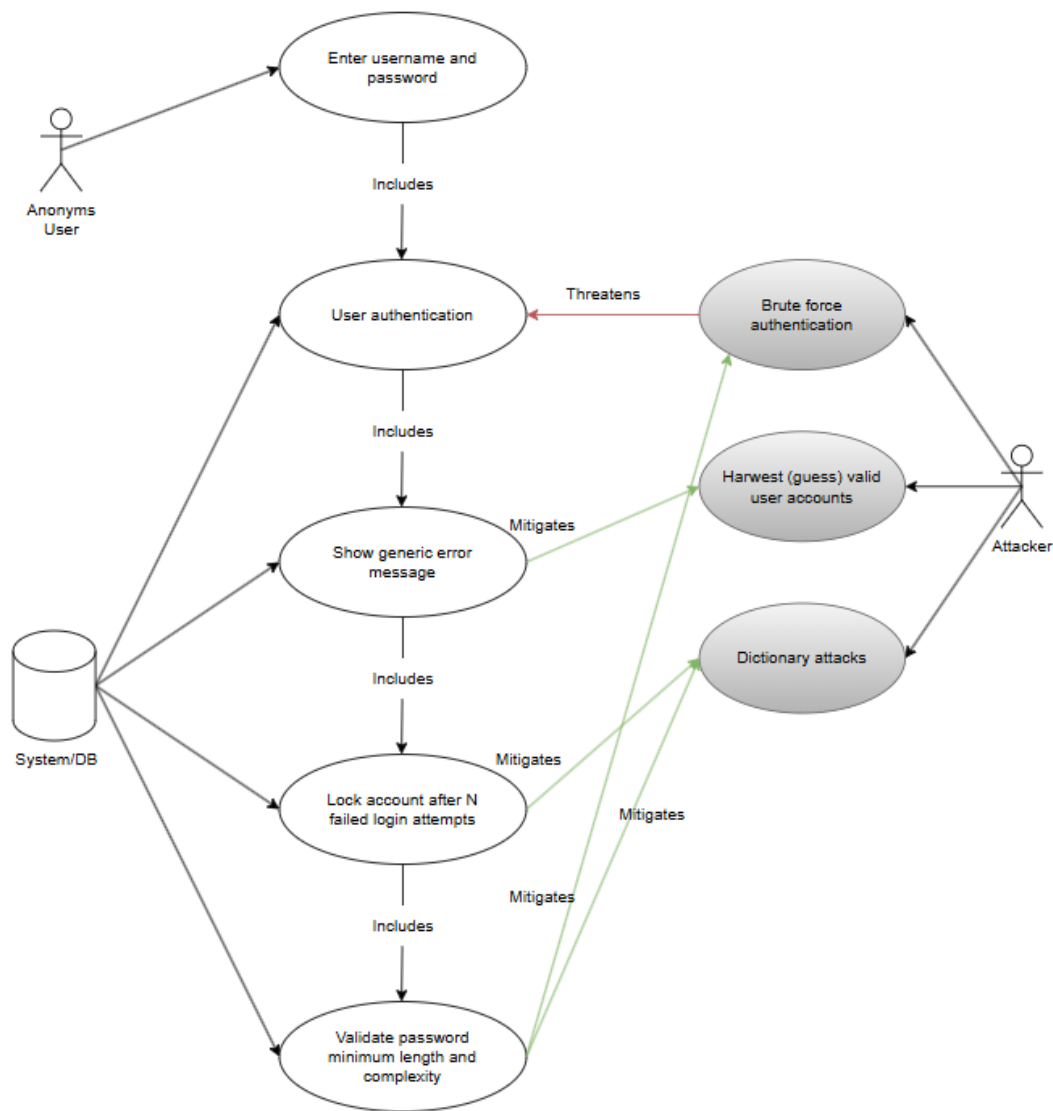 Enter username and
password
Anonyms
User
Includes
User authentication
Threatens
Brute force
authentication
Includes
Harwest (guess) valid
user accounts
Attacker
Mitigates
Show generic error
message
Includes
Dictionary attacks
System/DB
Mitigates
Lock account after N
failed login attempts
Mitigates
Mitigates
Includes
Validate password
minimum length and
complexity